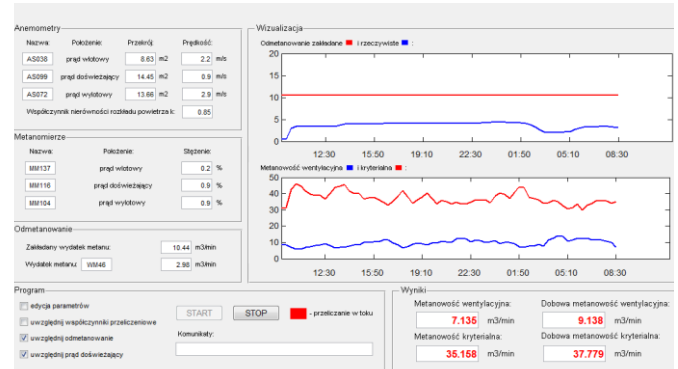 Anemometry
Nazwa: Położenie: Przekrój: Prędkość:
AS038 prąd wlotowy 8.63 m2 2.2 m/s
AS099 prąd doświeżający 14.45 m2 0.9 m/s
AS072 prąd wylotowy 13.66 m2 2.9 m/s
Współczynnik nierówności rozkładu powietrza k: 0.85
Metanomierze
Nazwa: Położenie: Stężenie:
MM137 prąd wlotowy 0.2 %
MM116 prąd doświeżający 0.9 %
MM104 prąd wylotowy 0.9 %
Odmetanowanie
Zakładany wydatek metanu: 10.44 m3/min
Wydatek metanu: WM46 2.98 m3/min
Wizualizacja
Odmetanowanie zakładane i rzeczywiste :
20
15
10
5
0
12:30 15:50 19:10 22:30 01:50 05:10 08:30
Metanowość wentylacyjna i kryterialna :
50
40
30
20
10
0
12:30 15:50 19:10 22:30 01:50 05:10 08:30
Program
edycja parametrów
uwzględnij współczynniki przeliczeniowe
uwzględnij odmetanowanie
uwzględnij prąd doświeżający
START STOP - przeliczanie w toku
Komunikaty:
Wyniki
Metanowość wentylacyjna: Dobowa metanowość wentylacyjna:
7.135 m3/min 9.138 m3/min
Metanowość kryterialna: Dobowa metanowość kryterialna:
35.158 m3/min 37.779 m3/min